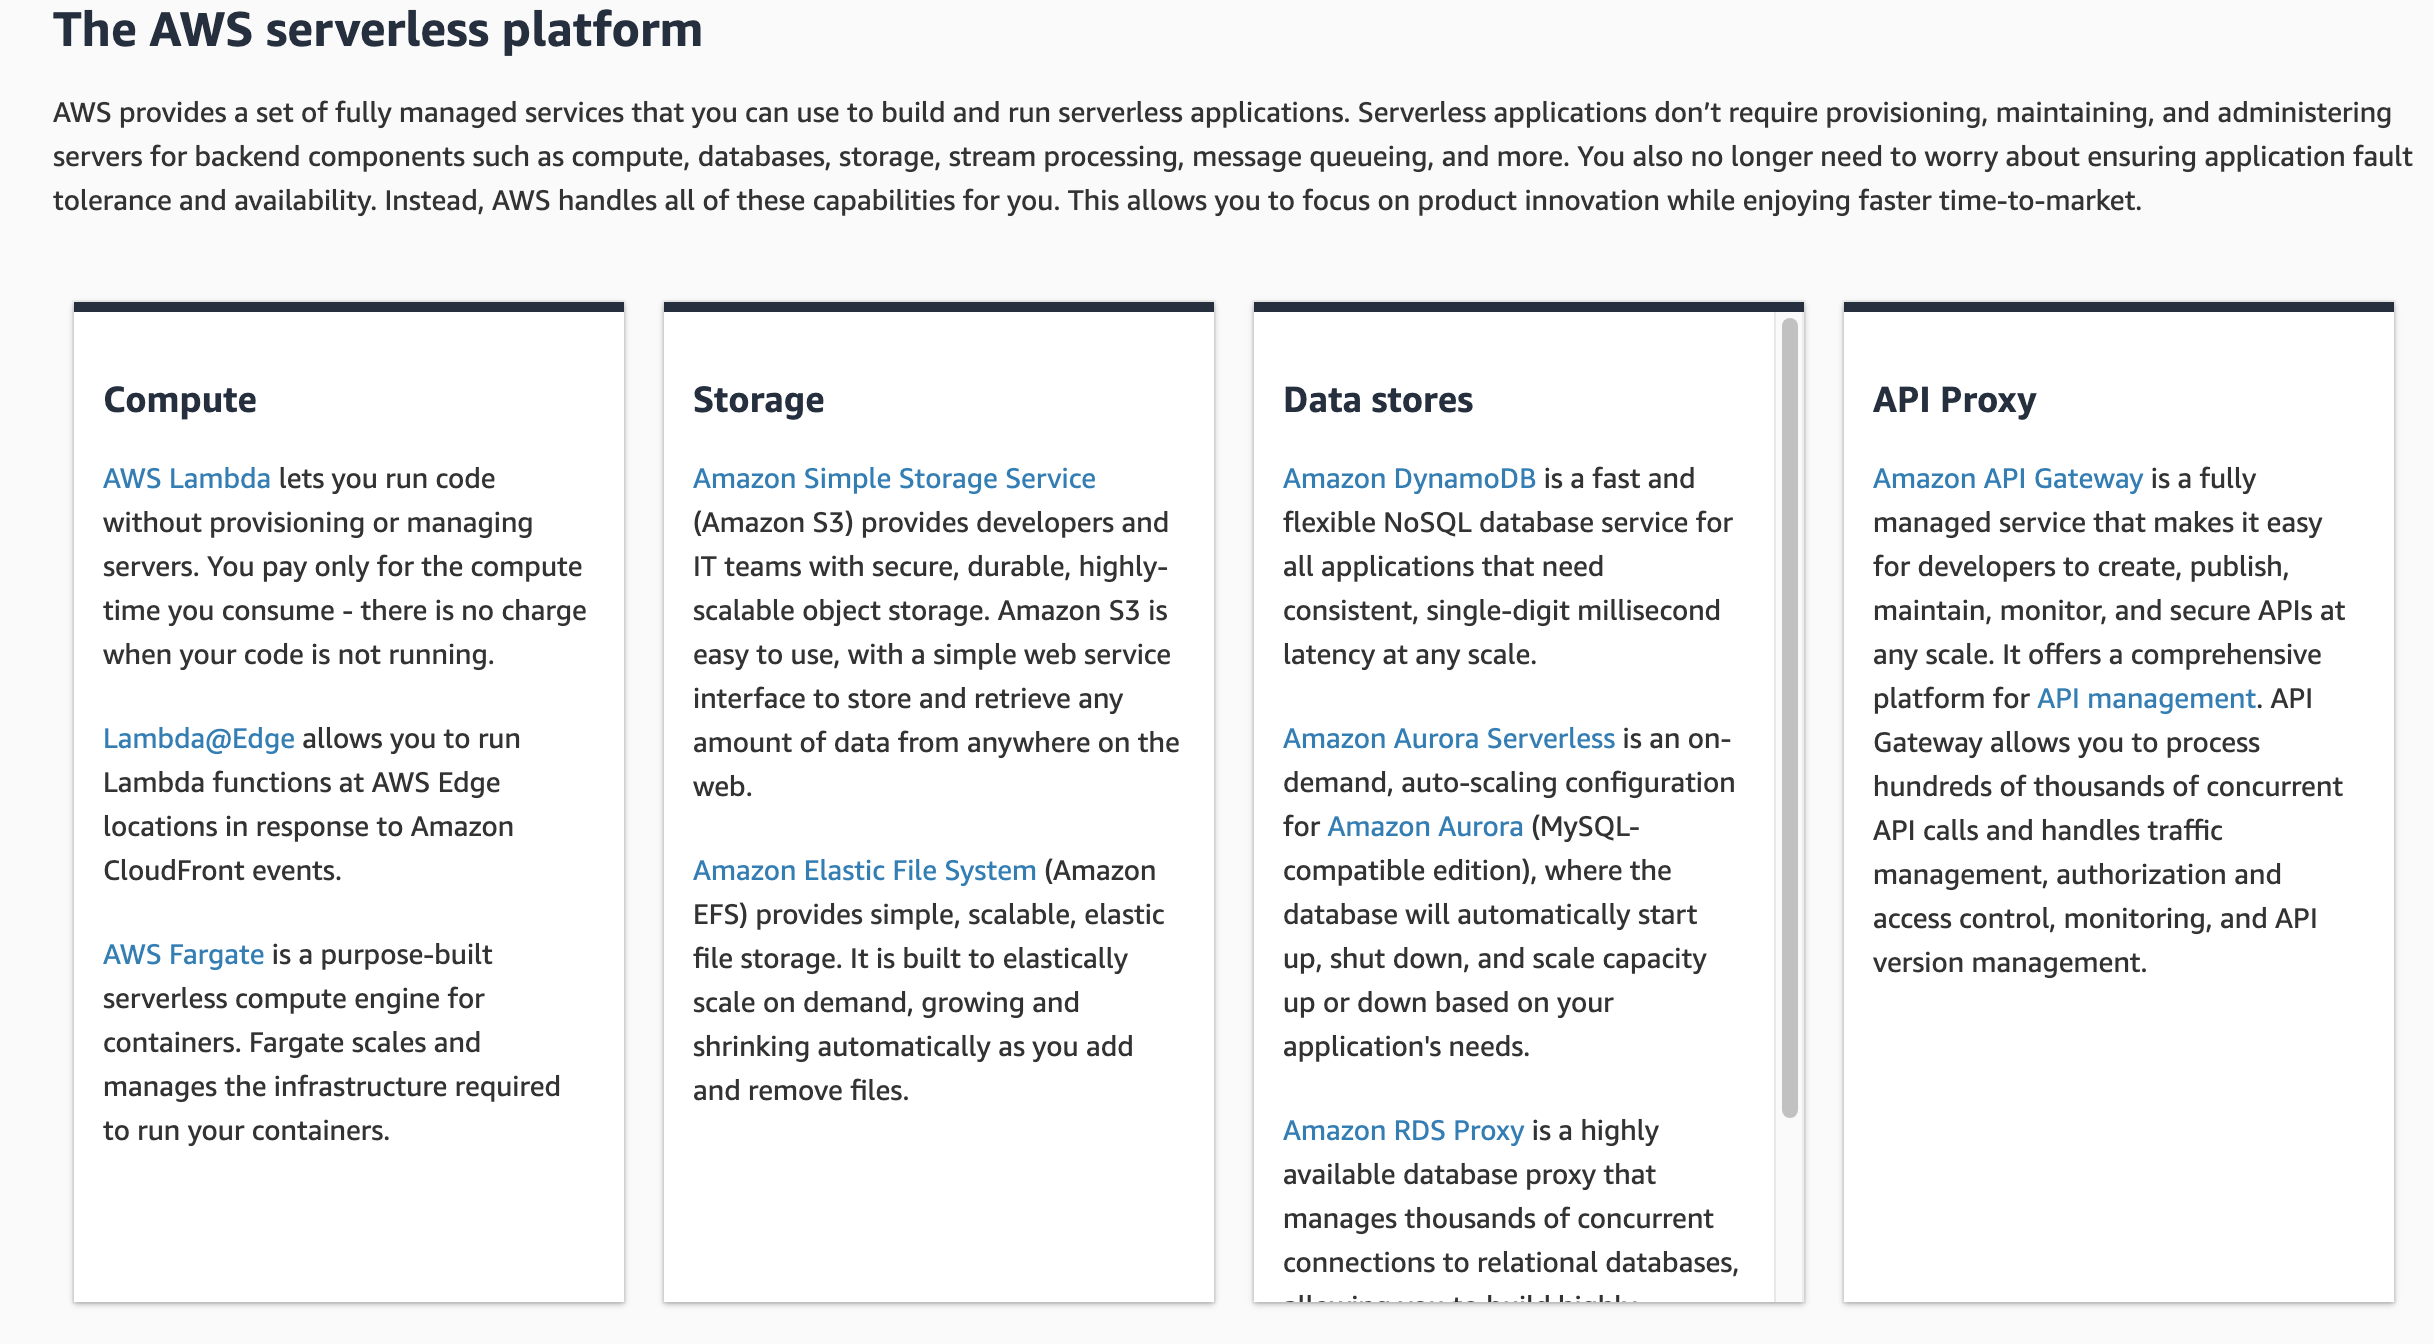 The AWS serverless platform
AWS provides a set of fully managed services that you can use to build and run serverless applications. Serverless applications don’t require provisioning, maintaining, and administering
servers for backend components such as compute, databases, storage, stream processing, message queueing, and more. You also no longer need to worry about ensuring application fault
tolerance and availability. Instead, AWS handles all of these capabilities for you. This allows you to focus on product innovation while enjoying faster time-to-market.
Compute
AWS Lambda lets you run code
without provisioning or managing
servers. You pay only for the compute
time you consume - there is no charge
when your code is not running.
Lambda@Edge allows you to run
Lambda functions at AWS Edge
locations in response to Amazon
CloudFront events.
AWS Fargate is a purpose-built
serverless compute engine for
containers. Fargate scales and
manages the infrastructure required
to run your containers.
Storage
Amazon Simple Storage Service
(Amazon S3) provides developers and
IT teams with secure, durable, highly-
scalable object storage. Amazon S3 is
easy to use, with a simple web service
interface to store and retrieve any
amount of data from anywhere on the
web.
Amazon Elastic File System (Amazon
EFS) provides simple, scalable, elastic
file storage. It is built to elastically
scale on demand, growing and
shrinking automatically as you add
and remove files.
Data stores
Amazon DynamoDB is a fast and
flexible NoSQL database service for
all applications that need
consistent, single-digit millisecond
latency at any scale.
Amazon Aurora Serverless is an on-
demand, auto-scaling configuration
for Amazon Aurora (MySQL-
compatible edition), where the
database will automatically start
up, shut down, and scale capacity
up or down based on your
application's needs.
Amazon RDS Proxy is a highly
available database proxy that
manages thousands of concurrent
connections to relational databases,
allowing you to build highly
API Proxy
Amazon API Gateway is a fully
managed service that makes it easy
for developers to create, publish,
maintain, monitor, and secure APIs at
any scale. It offers a comprehensive
platform for API management. API
Gateway allows you to process
hundreds of thousands of concurrent
API calls and handles traffic
management, authorization and
access control, monitoring, and API
version management.